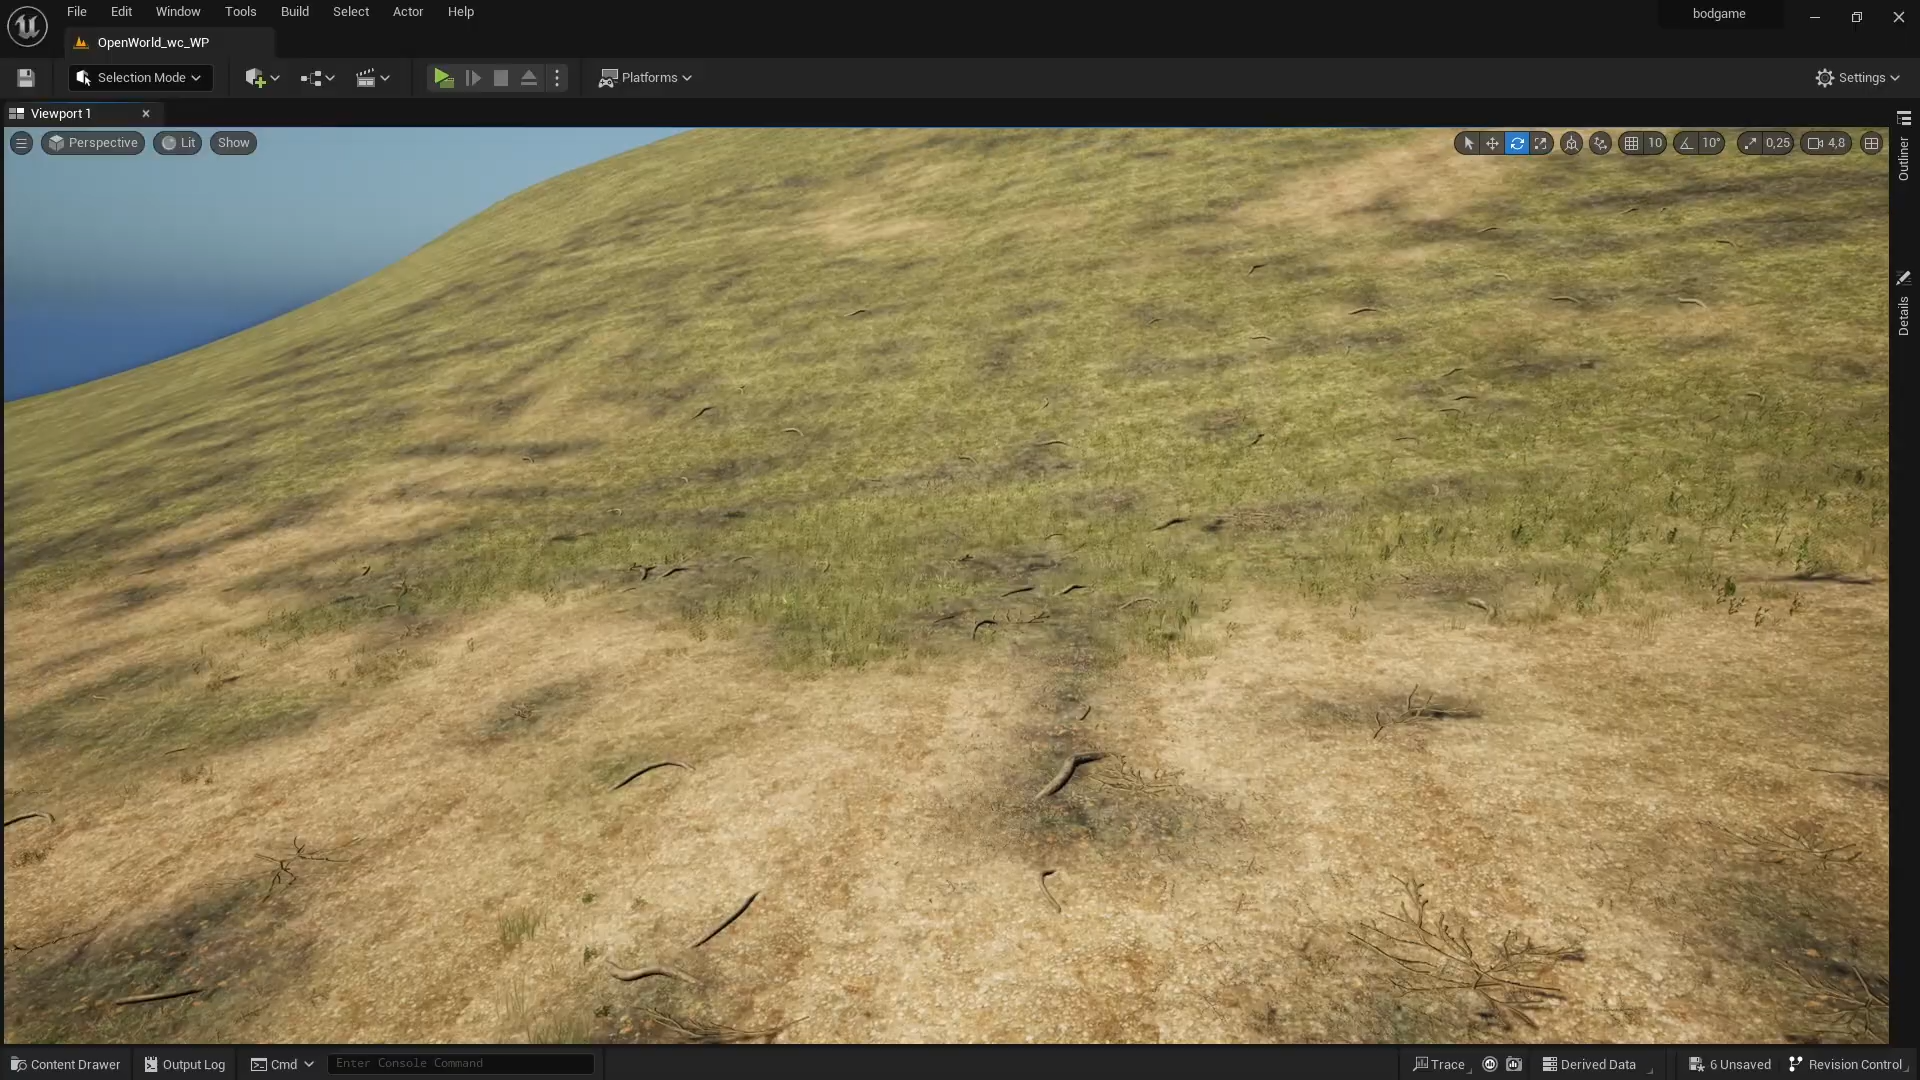 File Edit Window Tools Build Select Actor Help
bodgame
OpenWorld_wc_WP
Selection Mode
Platforms
Settings
Viewport 1
Perspective Lit Show
10 10° 0,25 4,8
Outliner
Details
Content Drawer Output Log Cmd Enter Console Command Trace Derived Data 6 Unsaved Revision Control